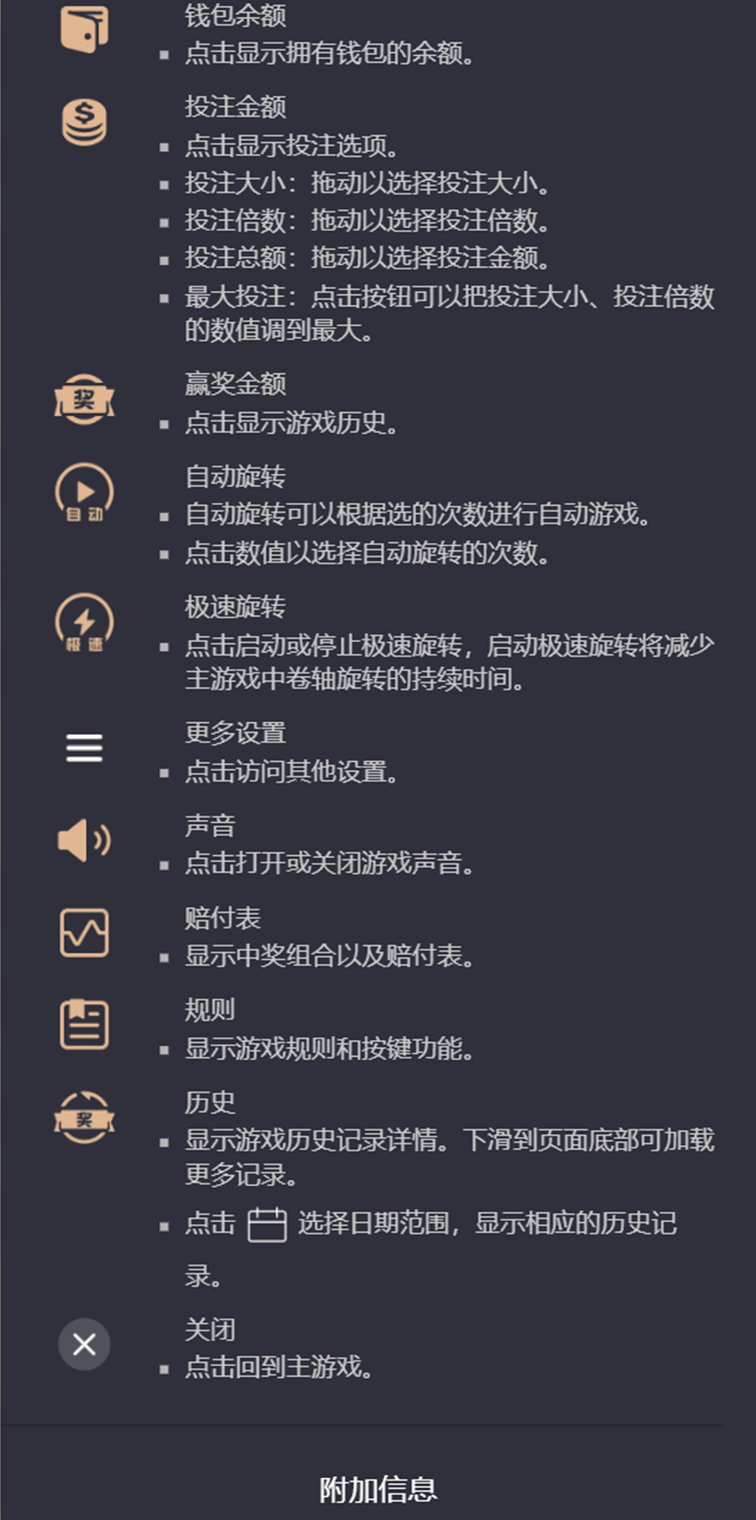 钱包余额
点击显示拥有钱包的余额。
投注金额
点击显示投注选项。
投注大小：拖动以选择投注大小。
投注倍数：拖动以选择投注倍数。
投注总额：拖动以选择投注金额。
最大投注：点击按钮可以把投注大小、投注倍数
的数值调到最大。
奖
赢奖金额
点击显示游戏历史。
自动
自动旋转
自动旋转可以根据选的次数进行自动游戏。
点击数值以选择自动旋转的次数。
极速
极速旋转
点击启动或停止极速旋转，启动极速旋转将减少
主游戏中卷轴旋转的持续时间。
更多设置
点击访问其他设置。
声音
点击打开或关闭游戏声音。
赔付表
显示中奖组合以及赔付表。
规则
显示游戏规则和按键功能。
奖
历史
显示游戏历史记录详情。下滑到页面底部可加载
更多记录。
点击 选择日期范围，显示相应的历史记
录。
关闭
点击回到主游戏。
附加信息